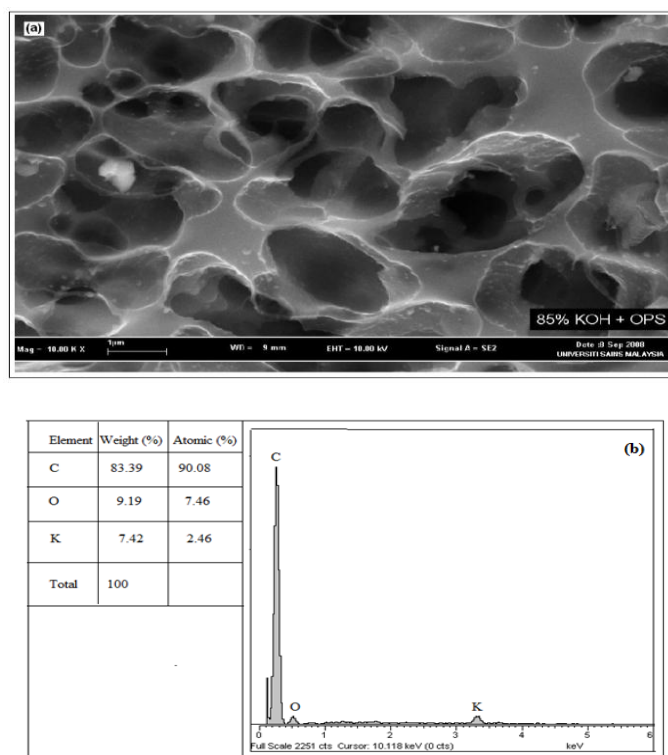 (a)
85% KOH + OPS
Mag = 10.00 K X 1µm WD = 9 mm EHT = 10.00 kV Signal A = SE2 Date :9 Sep 2008
UNIVERSITI SAINS MALAYSIA
Element Weight (%) Atomic (%)
C 83.39 90.08
O 9.19 7.46
K 7.42 2.46
Total 100
(b)
C
O
K
0 1 2 3 4 5 6
Full Scale 2251 cts Cursor: 10.118 keV (0 cts) keV